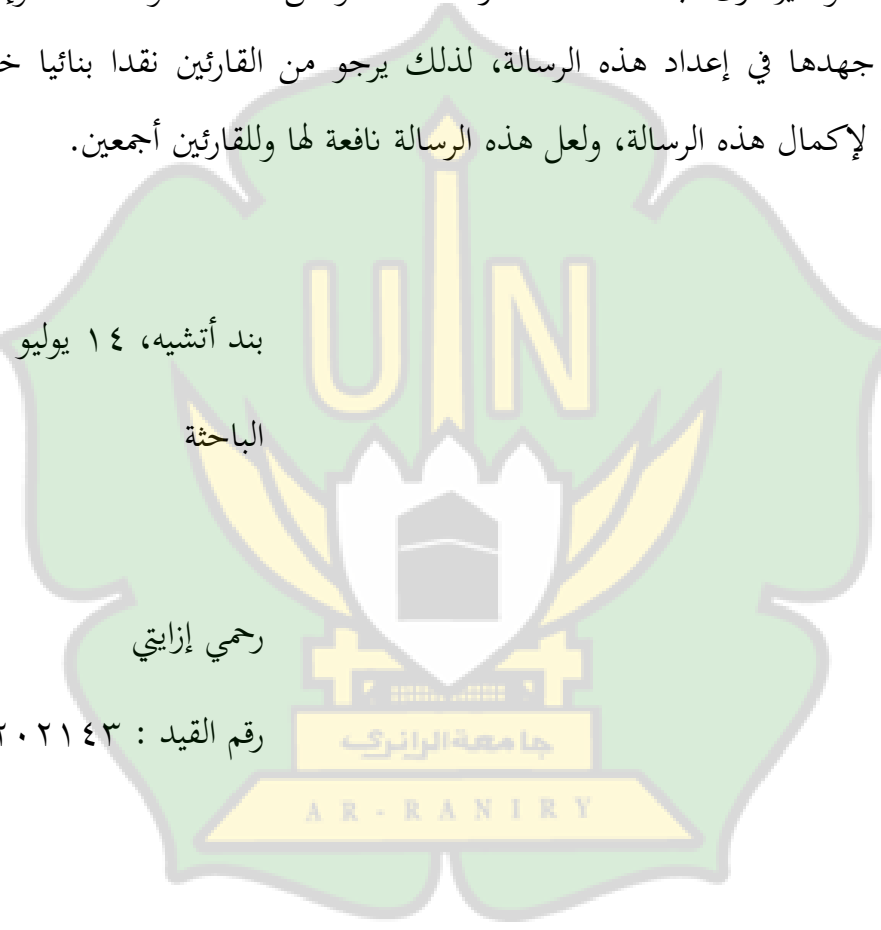 جهدها في إعداد هذه الرسالة، لذلك يرجو من القارئين نقدا بنائيا
لإكمال هذه الرسالة، ولعل هذه الرسالة نافعة لها وللقارئين أجمعين.
UIN
بند أتشيه، ١٤ يوليو
الباحثة
رحمي إزايتي
رقم القيد : ٢٠٢١٤٣
جامعة الرانري
AR-RANIRY